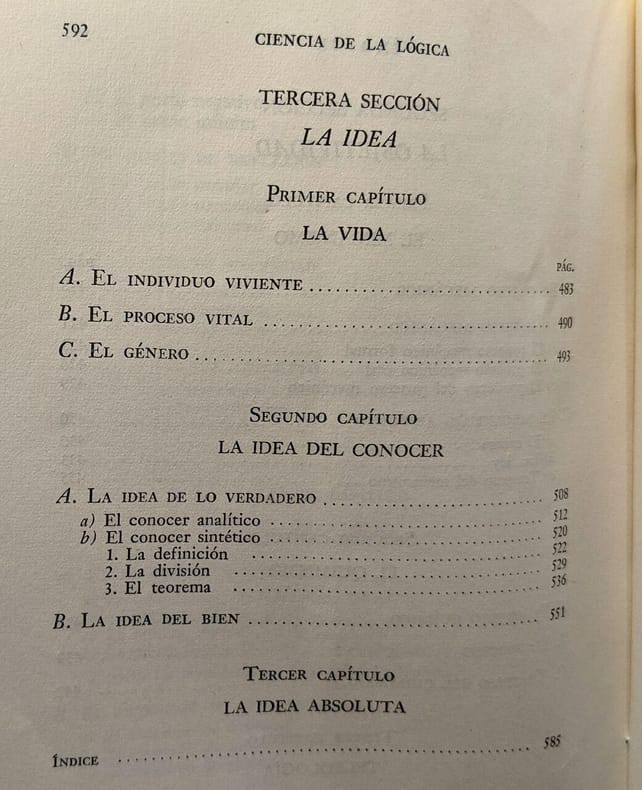 592
CIENCIA DE LA LÓGICA
TERCERA SECCIÓN
LA IDEA
PRIMER CAPÍTULO
LA VIDA
PÁG.
A. EL INDIVIDUO VIVIENTE ........................ 483
B. EL PROCESO VITAL ........................ 490
C. EL GÉNERO ........................ 493
SEGUNDO CAPÍTULO
LA IDEA DEL CONOCER
A. LA IDEA DE LO VERDADERO ........................ 508
a) El conocer analítico ........................ 512
b) El conocer sintético ........................ 520
1. La definición ........................ 522
2. La división ........................ 529
3. El teorema ........................ 536
B. LA IDEA DEL BIEN ........................ 551
TERCER CAPÍTULO
LA IDEA ABSOLUTA
ÍNDICE ........................ 585